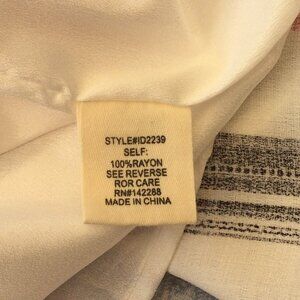 STYLE#ID2239
SELF:
100%RAYON
SEE REVERSE
ROR CARE
RN#142288
MADE IN CHINA